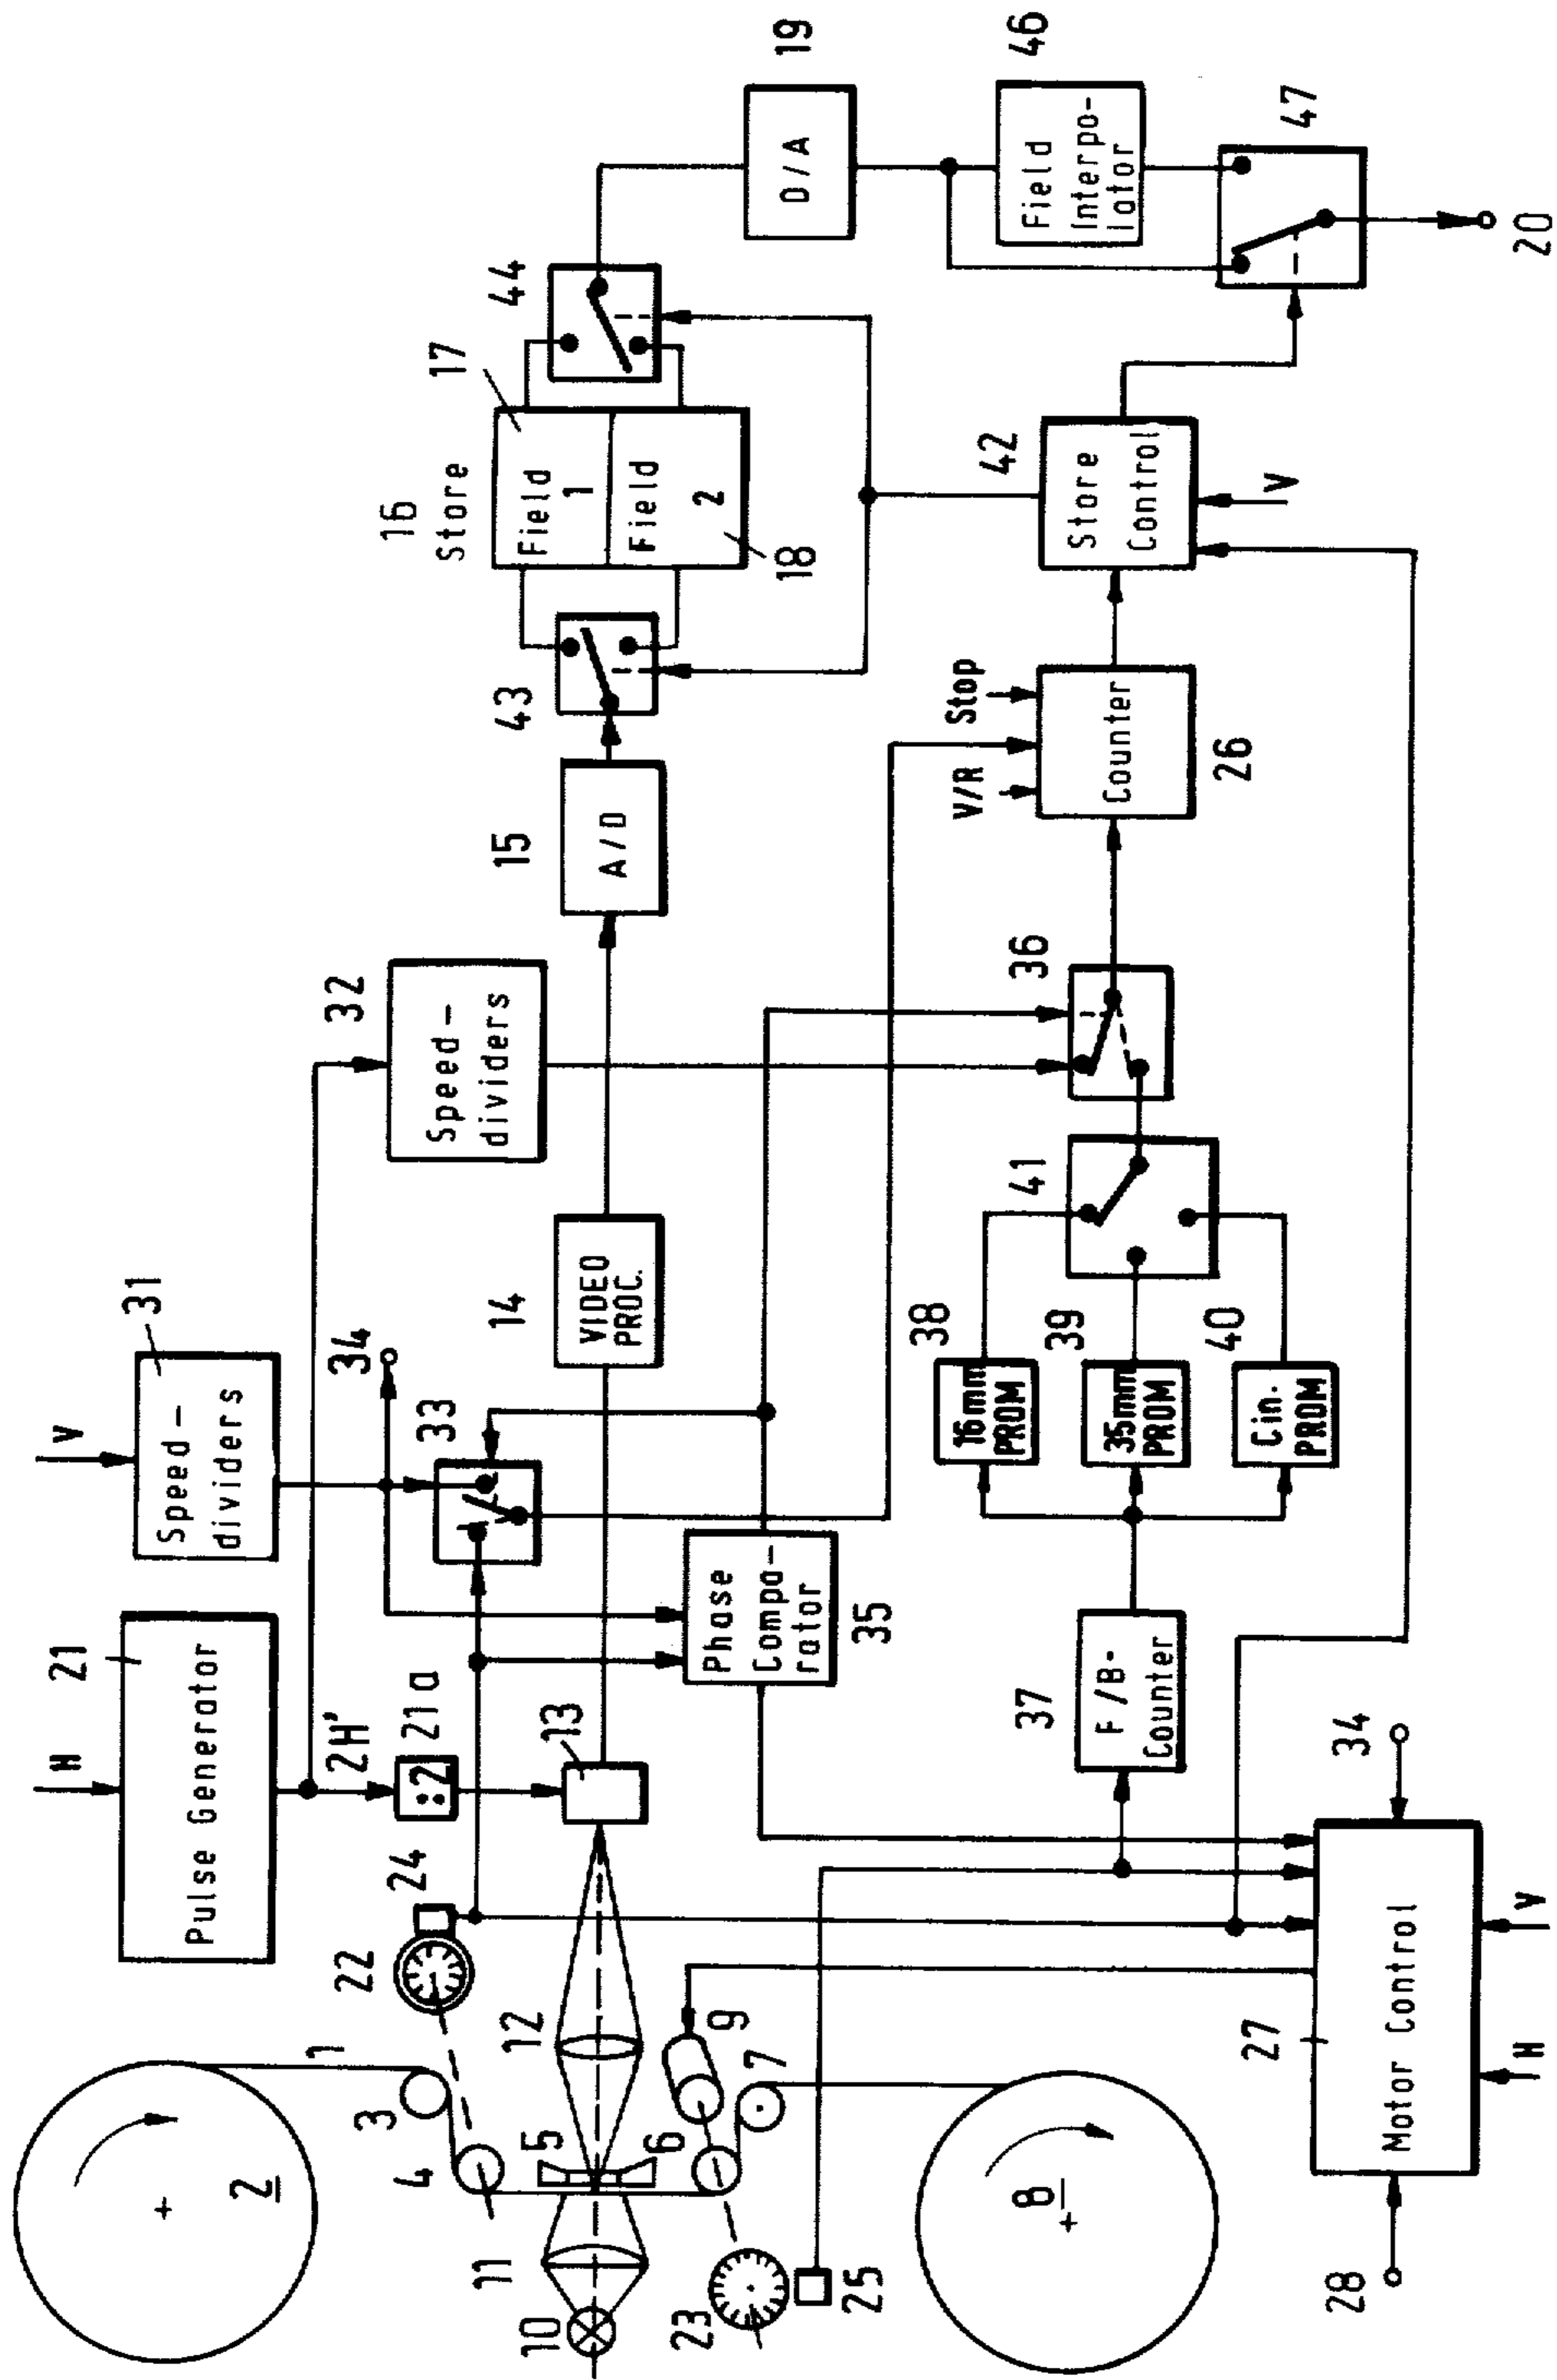 2
1
3
4
5
6
7
8
9
10
11
12
13
22
23
24
25
H
21
Pulse Generator
2H'
21a
:2
V
31
Speed-
dividers
34
33
32
Speed-
dividers
14
VIDEO
PROC.
15
A/D
43
16
Store
17
Field
1
Field
2
18
44
19
D/A
46
Field
Interpo-
lator
47
20
Phase
Compa-
rator
35
37
F/B-
Counter
38
16mm
PROM
39
35mm
PROM
40
Cin.
PROM
41
36
V/R
Stop
Counter
26
42
Store
Control
V
27
Motor Control
28
H
V
34